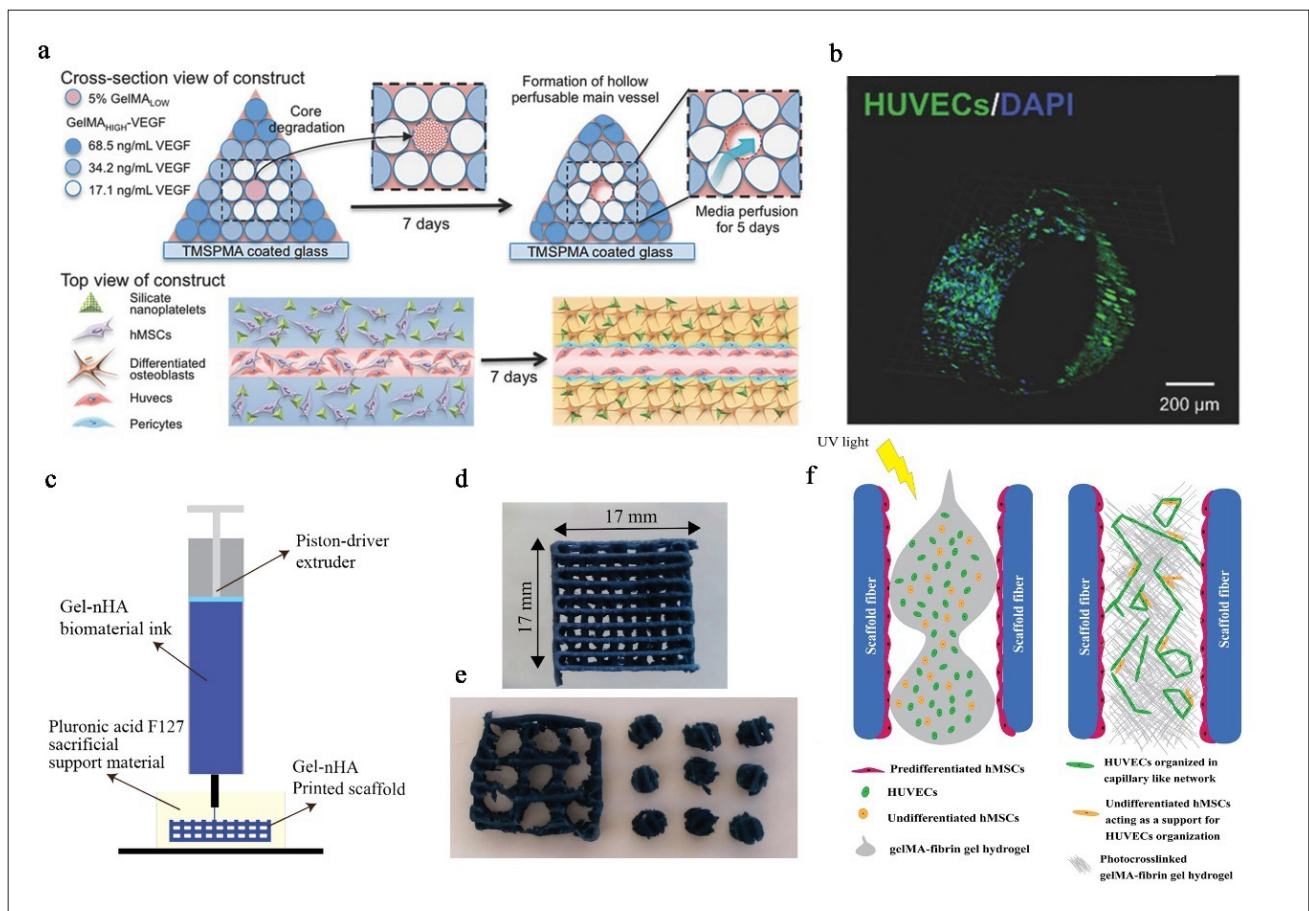 a
Cross-section view of construct
5% GelMALOW
GelMAHIGH-VEGF
68.5 ng/mL VEGF
34.2 ng/mL VEGF
17.1 ng/mL VEGF
Core
degradation
7 days
TMSPMA coated glass
Formation of hollow
perfusable main vessel
Media perfusion
for 5 days
TMSPMA coated glass
Top view of construct
Silicate
nanoplatelets
hMSCs
Differentiated
osteoblasts
Huvecs
Pericytes
7 days
b
HUVECs/DAPI
200 µm
c
Piston-driver
extruder
Gel-nHA
biomaterial ink
Pluronic acid F127
sacrificial
support material
Gel-nHA
Printed scaffold
d
17 mm
17 mm
e
f
UV light
Scaffold fiber
Scaffold fiber
Scaffold fiber
Scaffold fiber
Predifferentiated hMSCs
HUVECs
Undifferentiated hMSCs
gelMA-fibrin gel hydrogel
HUVECs organized in
capillary like network
Undifferentiated hMSCs
acting as a support for
HUVECs organization
Photocrosslinked
gelMA-fibrin gel hydrogel